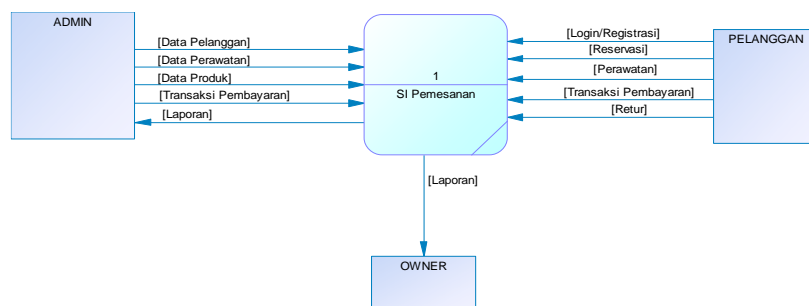 ADMIN
[Data Pelanggan]
[Data Perawatan]
[Data Produk]
[Transaksi Pembayaran]
[Laporan]
1
SI Pemesanan
[Login/Registrasi]
[Reservasi]
[Perawatan]
[Transaksi Pembayaran]
[Retur]
PELANGGAN
[Laporan]
OWNER